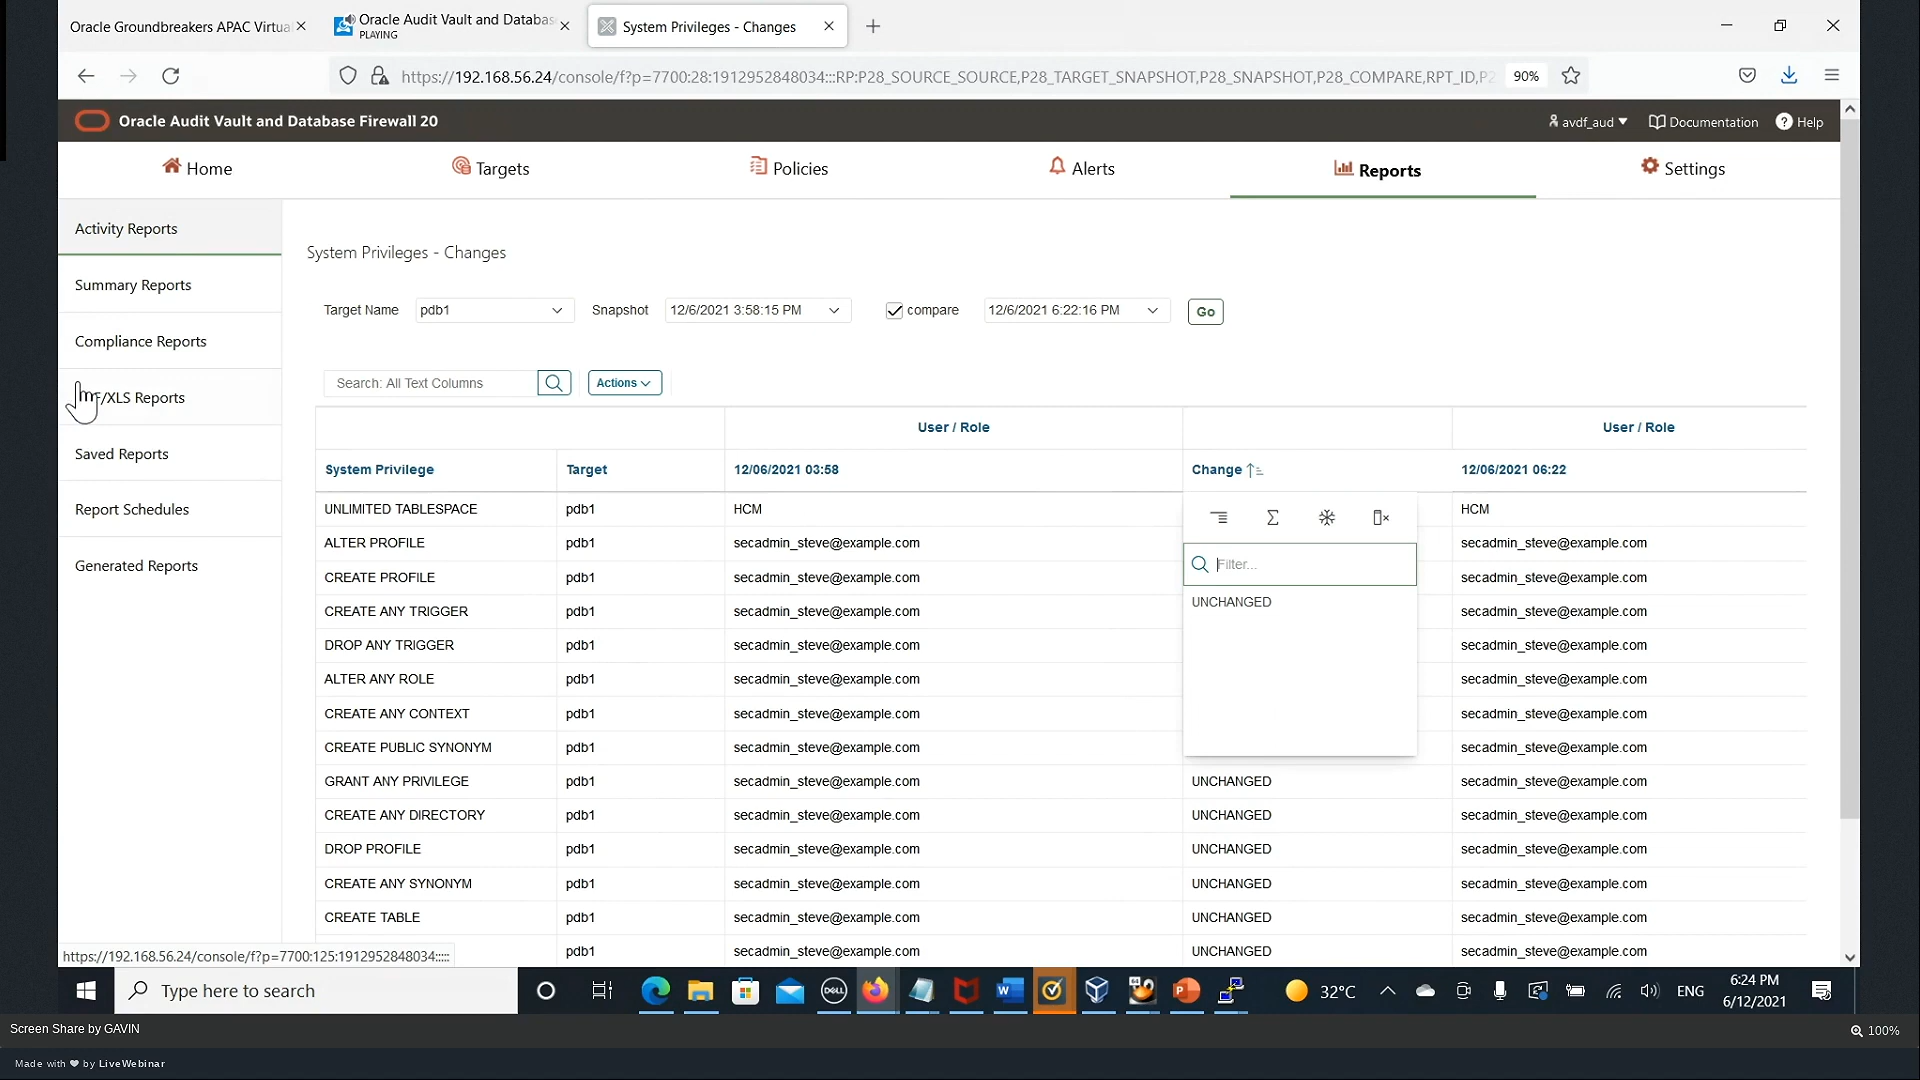 Oracle Groundbreakers APAC Virtua
Oracle Audit Vault and Databas
PLAYING
System Privileges - Changes
https://192.168.56.24/console/f?p=7700:28:1912952848034:::RP:P28_SOURCE_SOURCE,P28_TARGET_SNAPSHOT,P28_SNAPSHOT,P28_COMPARE,RPT_ID,P2
90%
Oracle Audit Vault and Database Firewall 20
avdf_aud
Documentation
? Help
Home
Targets
Policies
Alerts
Reports
Settings
Activity Reports
Summary Reports
Compliance Reports
/XLS Reports
Saved Reports
Report Schedules
Generated Reports
System Privileges - Changes
Target Name
pdb1
Snapshot
12/6/2021 3:58:15 PM
compare
12/6/2021 6:22:16 PM
Go
Search: All Text Columns
Actions
User / Role
User / Role
System Privilege
Target
12/06/2021 03:58
Change
12/06/2021 06:22
UNLIMITED TABLESPACE pdb1 HCM HCM
ALTER PROFILE pdb1 secadmin_steve@example.com secadmin_steve@example.com
Filter...
CREATE PROFILE pdb1 secadmin_steve@example.com secadmin_steve@example.com
UNCHANGED
CREATE ANY TRIGGER pdb1 secadmin_steve@example.com secadmin_steve@example.com
DROP ANY TRIGGER pdb1 secadmin_steve@example.com secadmin_steve@example.com
ALTER ANY ROLE pdb1 secadmin_steve@example.com secadmin_steve@example.com
CREATE ANY CONTEXT pdb1 secadmin_steve@example.com secadmin_steve@example.com
CREATE PUBLIC SYNONYM pdb1 secadmin_steve@example.com secadmin_steve@example.com
GRANT ANY PRIVILEGE pdb1 secadmin_steve@example.com UNCHANGED secadmin_steve@example.com
CREATE ANY DIRECTORY pdb1 secadmin_steve@example.com UNCHANGED secadmin_steve@example.com
DROP PROFILE pdb1 secadmin_steve@example.com UNCHANGED secadmin_steve@example.com
CREATE ANY SYNONYM pdb1 secadmin_steve@example.com UNCHANGED secadmin_steve@example.com
CREATE TABLE pdb1 secadmin_steve@example.com UNCHANGED secadmin_steve@example.com
pdb1 secadmin_steve@example.com UNCHANGED secadmin_steve@example.com
https://192.168.56.24/console/f?p=7700:125:1912952848034:::::
Type here to search
DELL
32°C
ENG
6:24 PM
6/12/2021
Screen Share by GAVIN
100%
Made with ❤ by LiveWebinar